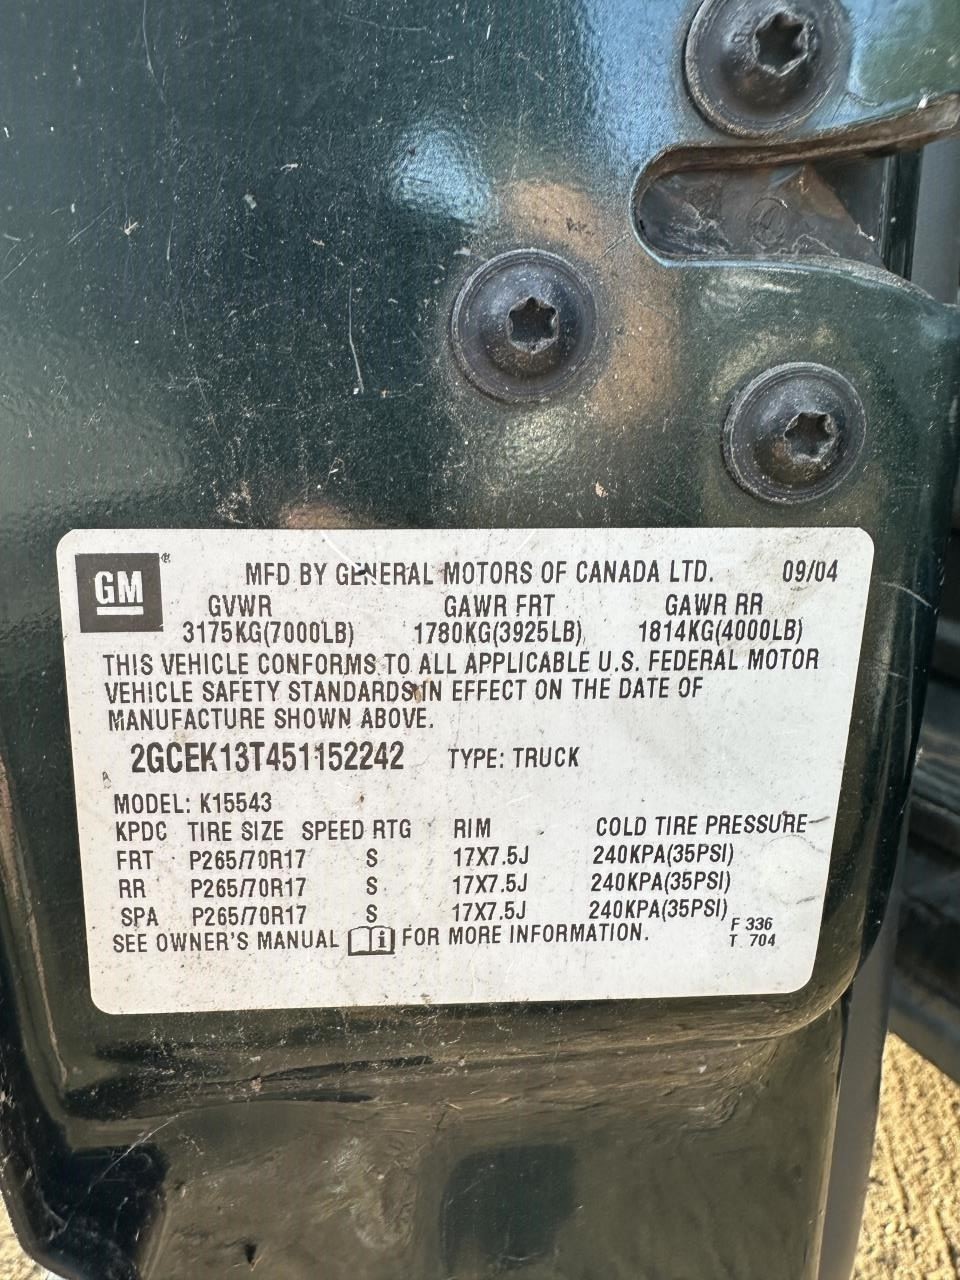 GM ®
MFD BY GENERAL MOTORS OF CANADA LTD. 09/04
GVWR GAWR FRT GAWR RR
3175KG(7000LB) 1780KG(3925LB) 1814KG(4000LB)
THIS VEHICLE CONFORMS TO ALL APPLICABLE U.S. FEDERAL MOTOR
VEHICLE SAFETY STANDARDS IN EFFECT ON THE DATE OF
MANUFACTURE SHOWN ABOVE.
2GCEK13T451152242 TYPE: TRUCK
MODEL: K15543
KPDC TIRE SIZE SPEED RTG RIM COLD TIRE PRESSURE
FRT P265/70R17 S 17X7.5J 240KPA(35PSI)
RR P265/70R17 S 17X7.5J 240KPA(35PSI)
SPA P265/70R17 S 17X7.5J 240KPA(35PSI)
SEE OWNER'S MANUAL i FOR MORE INFORMATION.
F 336
T 704